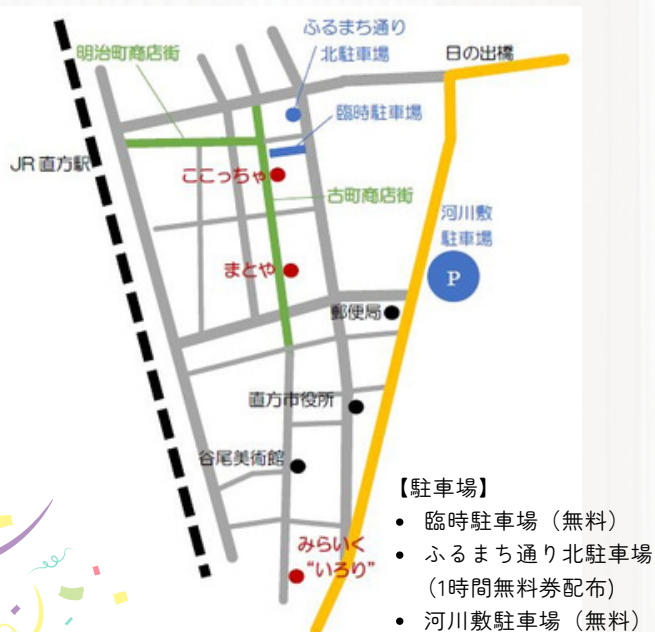 ふるまち通り
北駐車場
日の出橋
明治町商店街
臨時駐車場
JR 直方駅
ここっちゃ
古町商店街
河川敷
駐車場
P
まとや
郵便局
直方市役所
谷尾美術館
みらいく
“いろり”
【駐車場】
• 臨時駐車場（無料）
• ふるまち通り北駐車場
(1時間無料券配布)
• 河川敷駐車場（無料）